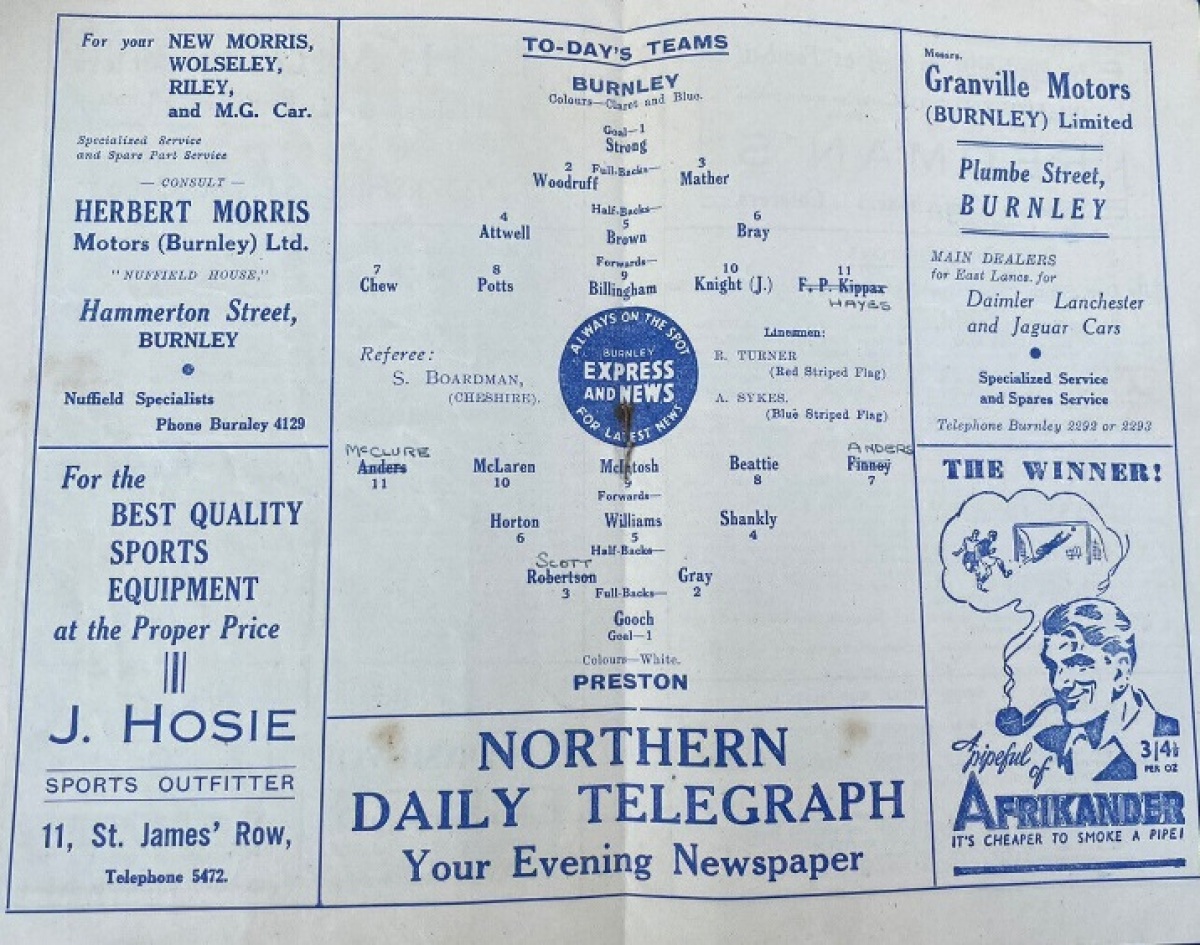 For your NEW MORRIS,
WOLSELEY,
RILEY,
and M.G. Car.
Specialized Service
and Spare Part Service
— CONSULT —
HERBERT MORRIS
Motors (Burnley) Ltd.
"NUFFIELD HOUSE,"
Hammerton Street,
BURNLEY
Nuffield Specialists
Phone Burnley 4129
For the
BEST QUALITY
SPORTS
EQUIPMENT
at the Proper Price
J. HOSIE
SPORTS OUTFITTER
11, St. James' Row,
Telephone 5472.
TO-DAY'S TEAMS
BURNLEY
Colours—Claret and Blue.
Goal—1
Strong
2 Full-Backs— 3
Woodruff Mather
Half-Backs—
4 5 6
Attwell Brown Bray
Forwards—
7 8 9 10 11
Chew Potts Billingham Knight (J.) F. P. Kippax
HAYES
Referee:
S. BOARDMAN,
(CHESHIRE).
ALWAYS ON THE SPOT
BURNLEY
EXPRESS
AND NEWS
FOR LATEST NEWS
Linesmen:
R. TURNER
(Red Striped Flag)
A. SYKES.
(Blue Striped Flag)
McCLURE ANDERS
Anders McLaren McIntosh Beattie Finney
11 10 9 8 7
Forwards—
Horton Williams Shankly
6 5 4
Half-Backs—
SCOTT
Robertson Gray
3 Full-Backs— 2
Gooch
Goal—1
Colours—White.
PRESTON
NORTHERN
DAILY TELEGRAPH
Your Evening Newspaper
Messrs.
Granville Motors
(BURNLEY) Limited
Plumbe Street,
BURNLEY
MAIN DEALERS
for East Lancs. for
Daimler Lanchester
and Jaguar Cars
Specialized Service
and Spares Service
Telephone Burnley 2292 or 2293
THE WINNER!
A pipeful
of
3/4½
PER OZ
AFRIKANDER
IT'S CHEAPER TO SMOKE A PIPE!